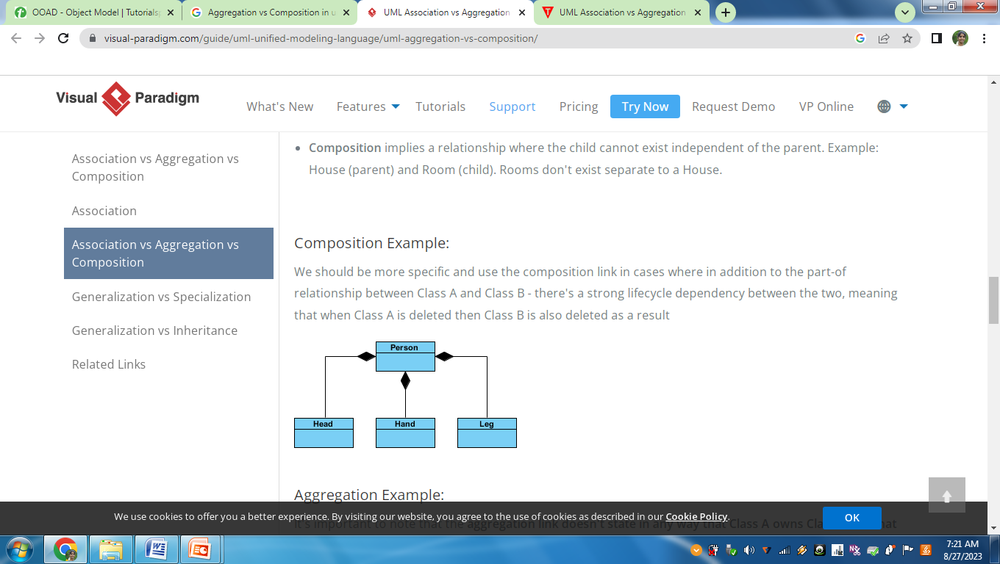 OOAD - Object Model | Tutorials
Aggregation vs Composition in u
UML Association vs Aggregation
UML Association vs Aggregation
visual-paradigm.com/guide/uml-unified-modeling-language/uml-aggregation-vs-composition/
Visual Paradigm
What's New
Features
Tutorials
Support
Pricing
Try Now
Request Demo
VP Online
Association vs Aggregation vs
Composition
Association
Association vs Aggregation vs
Composition
Generalization vs Specialization
Generalization vs Inheritance
Related Links
• Composition implies a relationship where the child cannot exist independent of the parent. Example:
House (parent) and Room (child). Rooms don't exist separate to a House.
Composition Example:
We should be more specific and use the composition link in cases where in addition to the part-of
relationship between Class A and Class B - there's a strong lifecycle dependency between the two, meaning
that when Class A is deleted then Class B is also deleted as a result
Person
Head
Hand
Leg
Aggregation Example:
It's important to note that the aggregation link doesn't state in any way that Class A owns Cla
We use cookies to offer you a better experience. By visiting our website, you agree to the use of cookies as described in our Cookie Policy.
OK
7:21 AM
8/27/2023